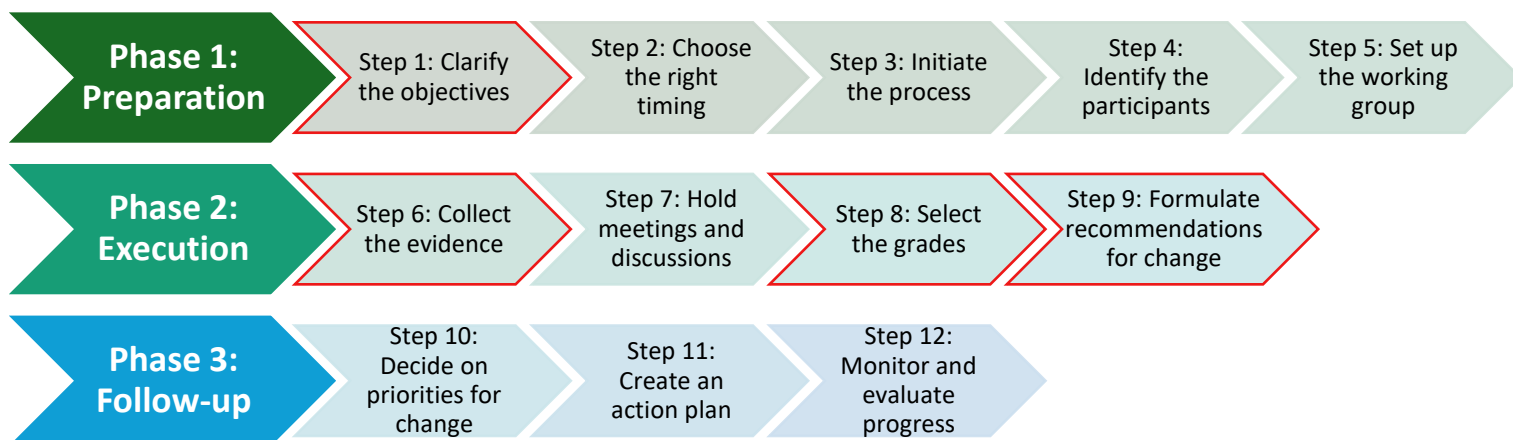 Phase 1:
Preparation
Step 1: Clarify
the objectives
Step 2: Choose
the right
timing
Step 3: Initiate
the process
Step 4:
Identify the
participants
Step 5: Set up
the working
group
Phase 2:
Execution
Step 6: Collect
the evidence
Step 7: Hold
meetings and
discussions
Step 8: Select
the grades
Step 9: Formulate
recommendations
for change
Phase 3:
Follow-up
Step 10:
Decide on
priorities for
change
Step 11:
Create an
action plan
Step 12:
Monitor and
evaluate
progress